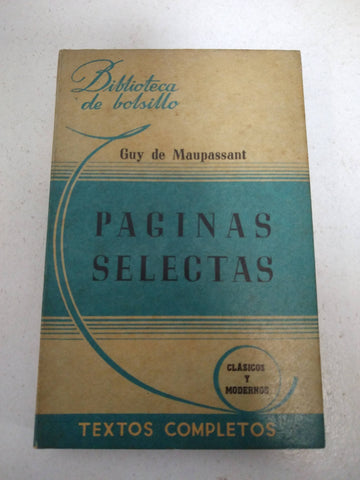 Biblioteca
de bolsillo
Guy de Maupassant
PAGINAS
SELECTAS
CLÁSICOS
Y
MODERNOS
TEXTOS COMPLETOS